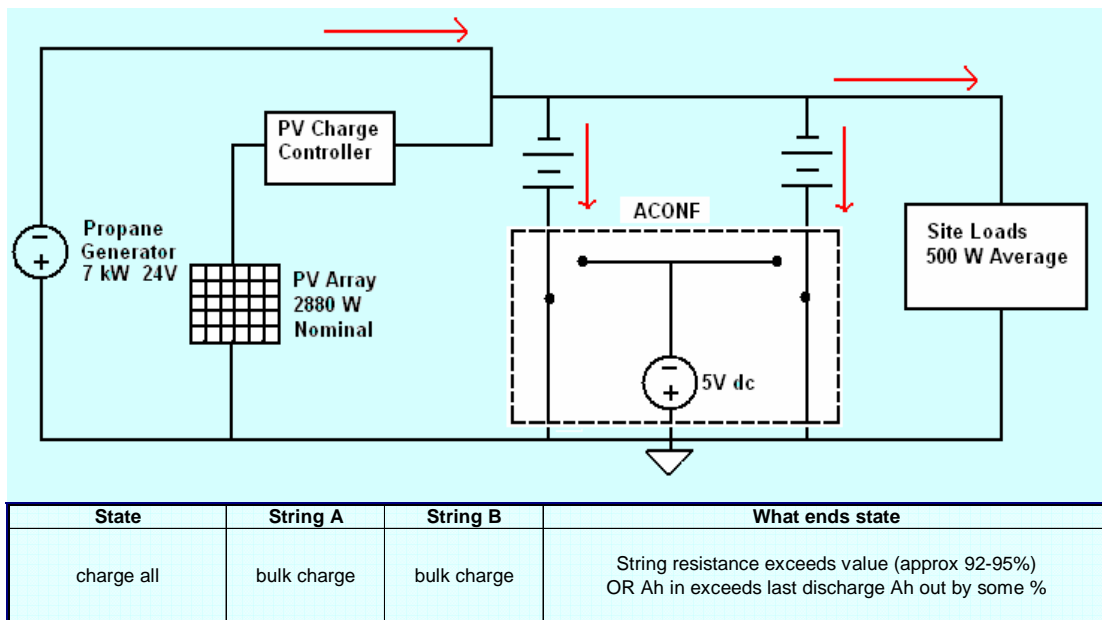 PV Charge
Controller
ACONF
Propane
Generator
7 kW 24V
PV Array
2880 W
Nominal
Site Loads
500 W Average
5V dc
State String A String B What ends state
charge all bulk charge bulk charge String resistance exceeds value (approx 92-95%)
OR Ah in exceeds last discharge Ah out by some %